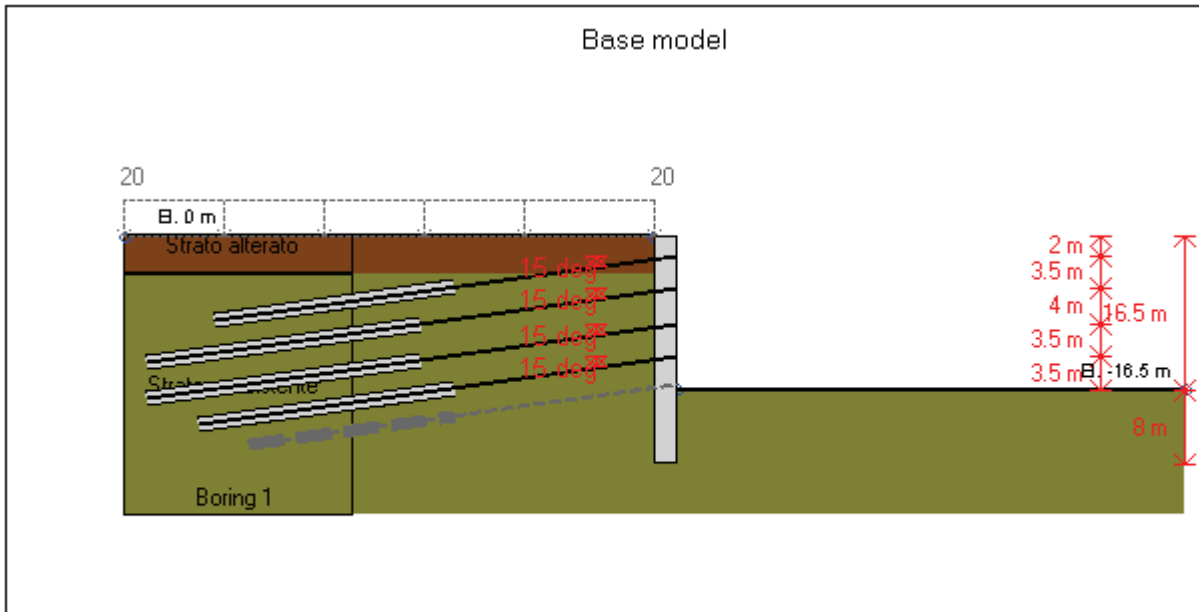 Base model
20
20
El. 0 m
Strato alterato
2 m
15 deg
3.5 m
15 deg
4 m
16.5 m
15 deg
3.5 m
15 deg
3.5 m
El. -16.5 m
Strato
8 m
Boring 1